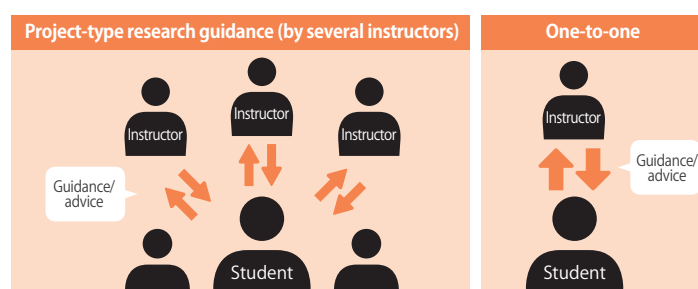 Project-type research guidance (by several instructors)
One-to-one
Instructor
Instructor
Instructor
Instructor
Guidance/
advice
Guidance/
advice
Student
Student